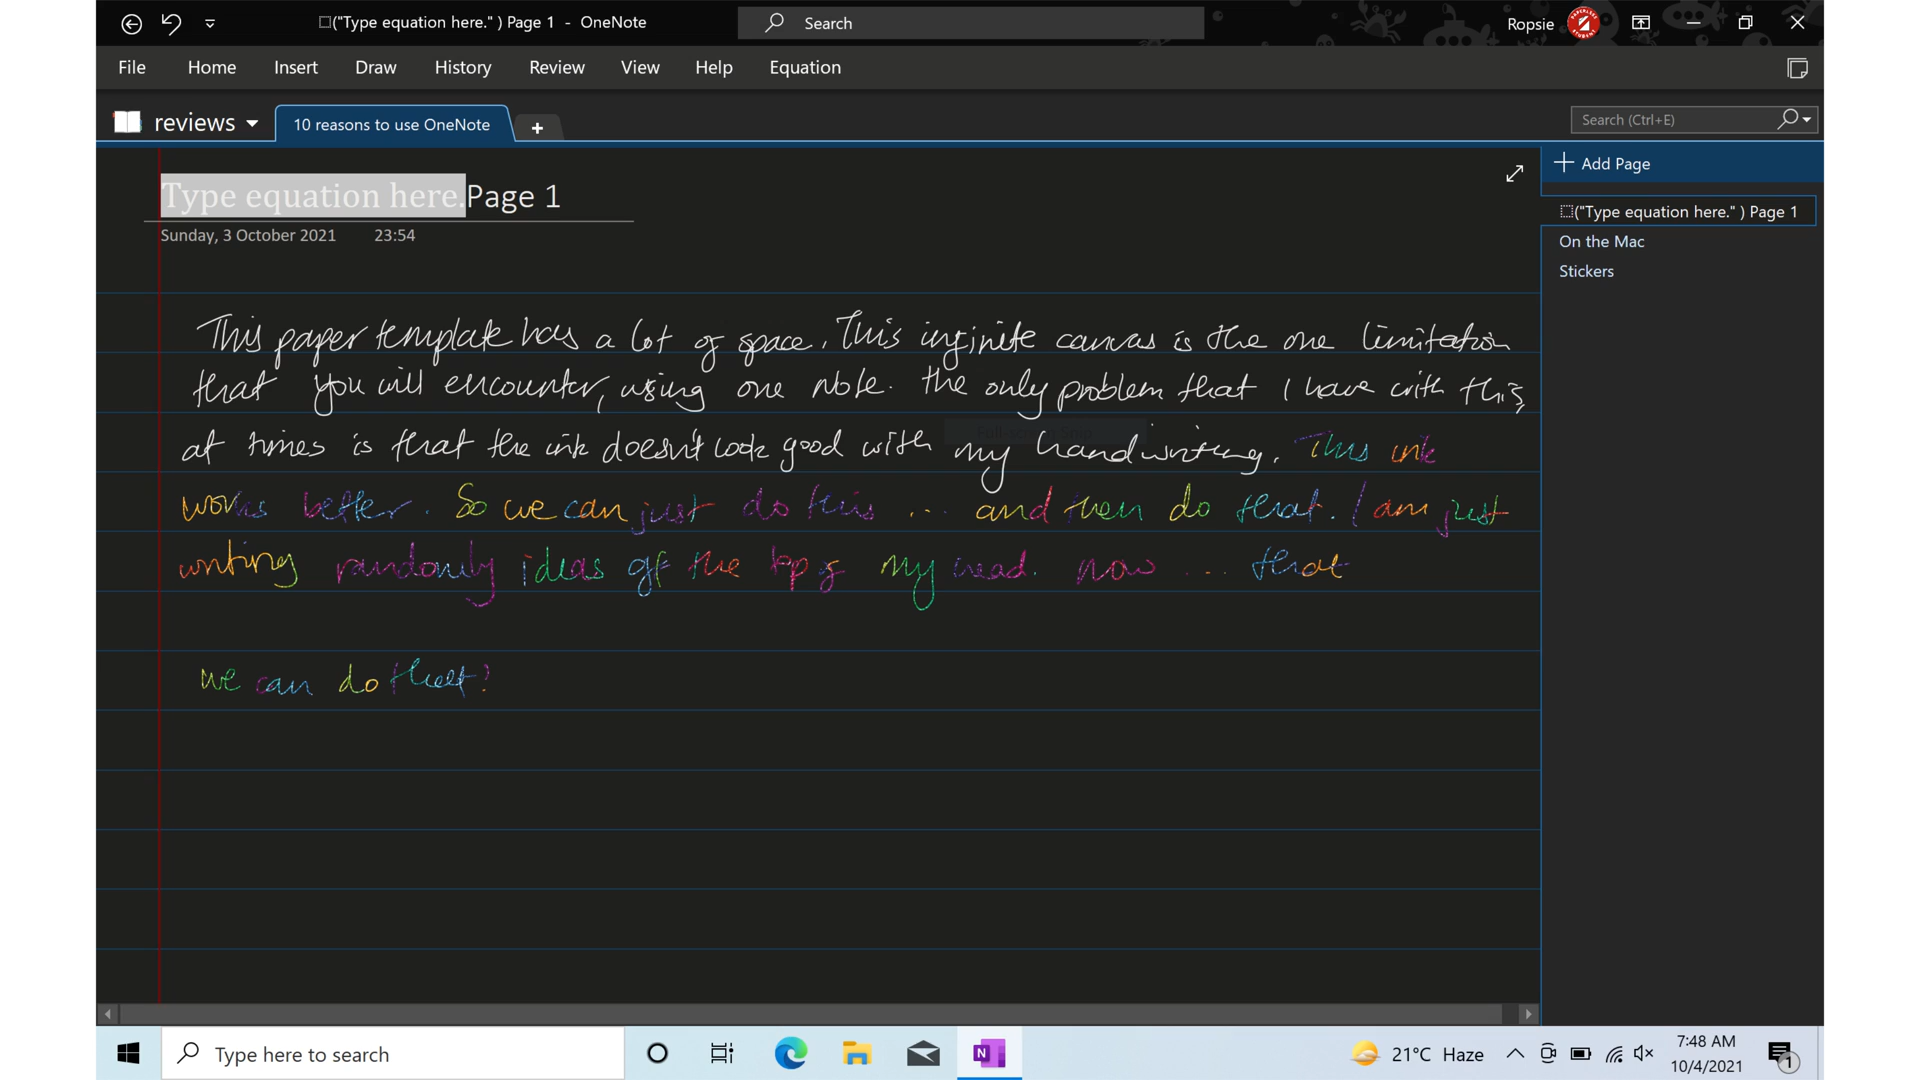 ("Type equation here." ) Page 1 - OneNote
Search
Ropsie
File Home Insert Draw History Review View Help Equation
reviews
10 reasons to use OneNote
+
Search (Ctrl+E)
Add Page
Type equation here.Page 1
("Type equation here." ) Page 1
Sunday, 3 October 2021 23:54
On the Mac
Stickers
This paper template has a lot of space. This infinite canvas is the one limitation
that you will encounter, using one Note. The only problem that I have with this,
at times is that the ink doesn't look good with my handwriting. This ink
works better. So we can just do this ... and then do that. I am just
writing randomly ideas off the top of my head. now ... that
we can do that?
Type here to search
N
21°C Haze
7:48 AM
10/4/2021
1